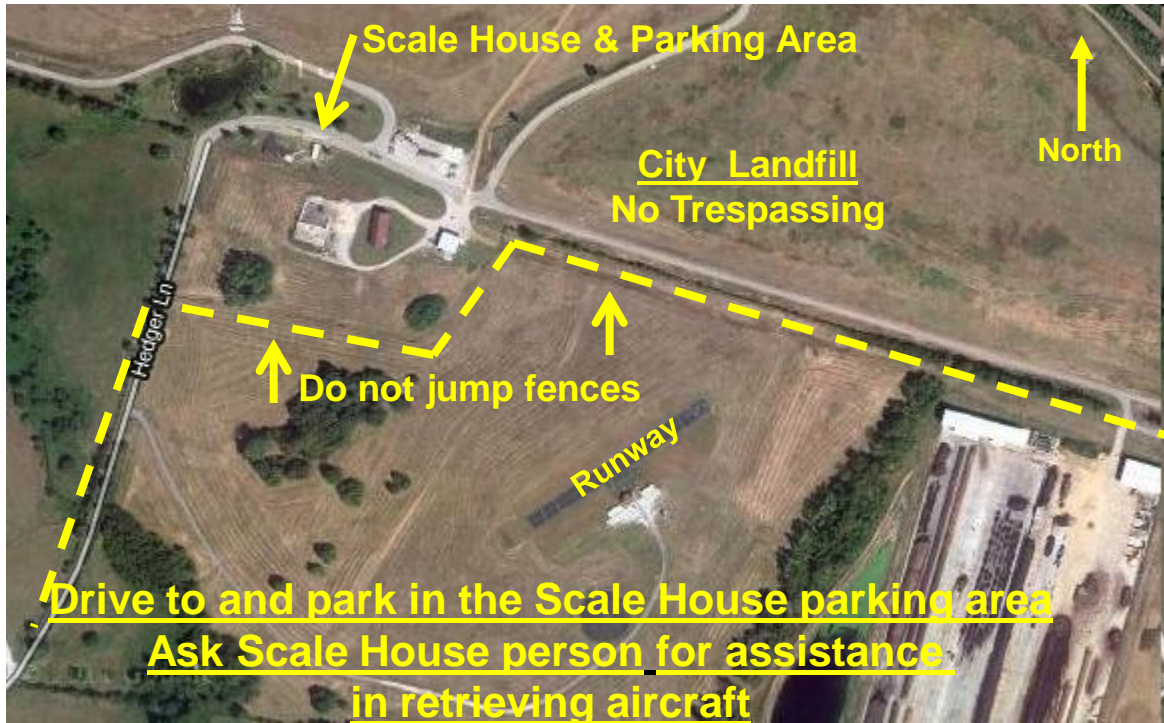 Scale House & Parking Area
North
City Landfill
No Trespassing
Hedger Ln
Do not jump fences
Runway
Drive to and park in the Scale House parking area
Ask Scale House person for assistance
in retrieving aircraft